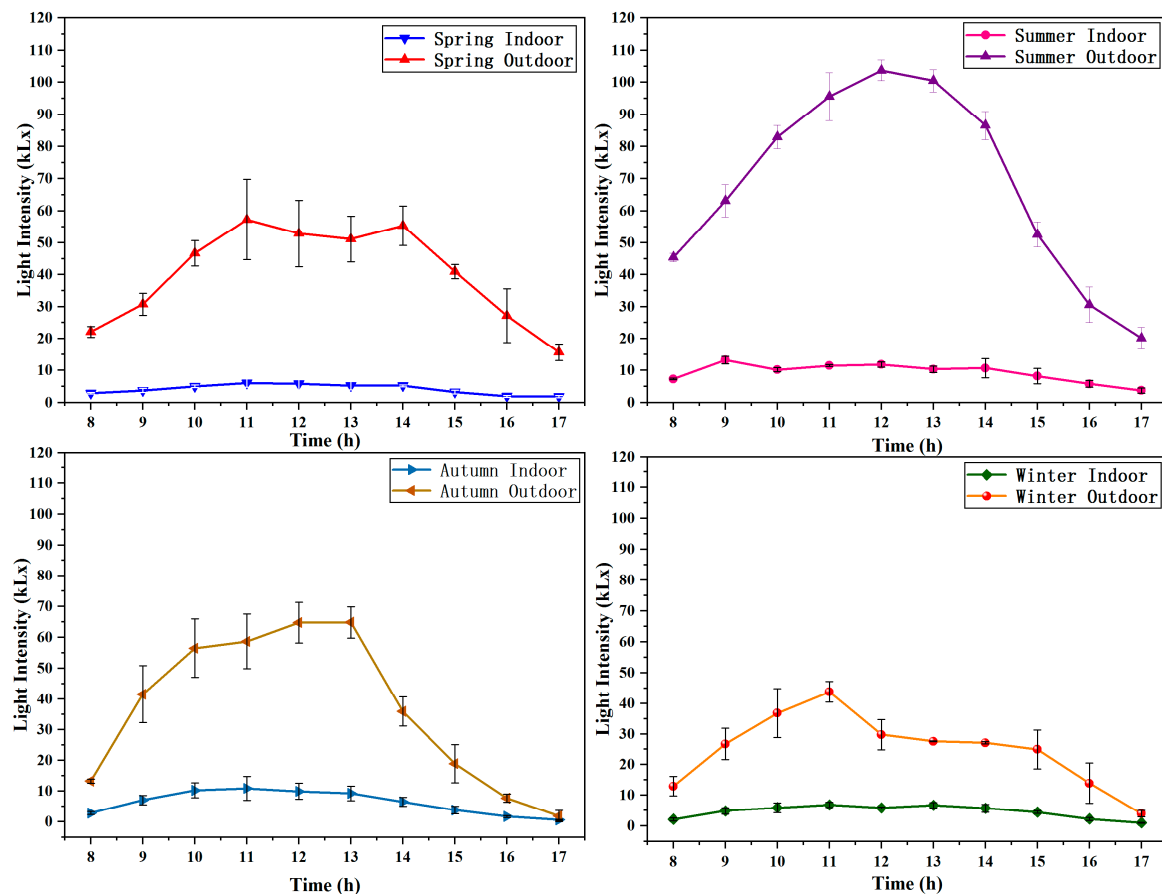 120
110
100
90
80
70
60
50
40
30
20
10
0
Light Intensity (kLx)
Spring Indoor
Spring Outdoor
8 9 10 11 12 13 14 15 16 17
Time (h)
120
110
100
90
80
70
60
50
40
30
20
10
0
Light Intensity (kLx)
Summer Indoor
Summer Outdoor
8 9 10 11 12 13 14 15 16 17
Time (h)
120
110
100
90
80
70
60
50
40
30
20
10
0
Light Intensity (kLx)
Autumn Indoor
Autumn Outdoor
8 9 10 11 12 13 14 15 16 17
Time (h)
120
110
100
90
80
70
60
50
40
30
20
10
0
Light Intensity (kLx)
Winter Indoor
Winter Outdoor
8 9 10 11 12 13 14 15 16 17
Time (h)